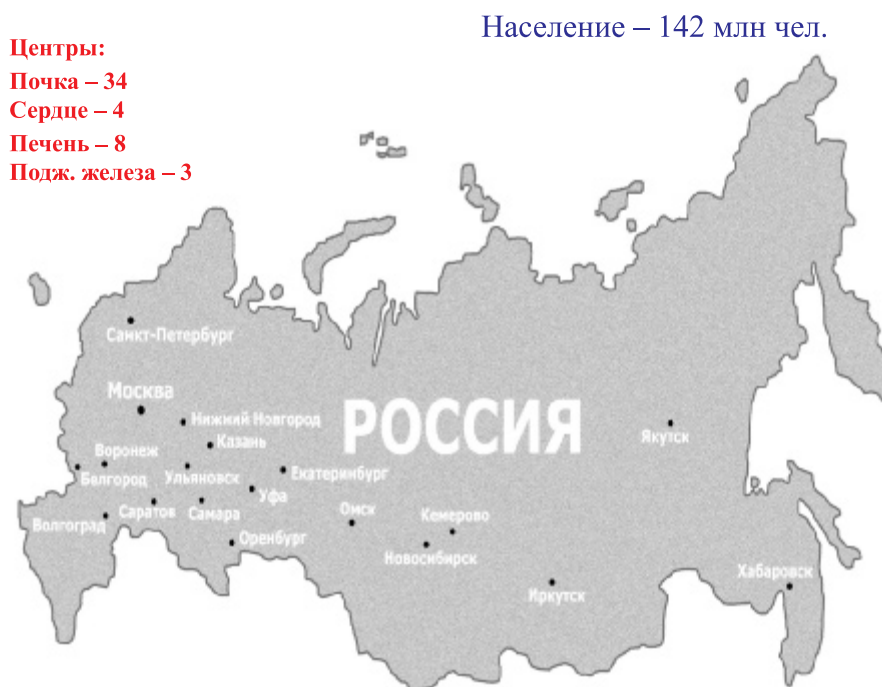 Население – 142 млн чел.
Центры:
Почка – 34
Сердце – 4
Печень – 8
Подж. железа – 3
Санкт-Петербург
Москва
Нижний Новгород
РОССИЯ
Казань
Якутск
Воронеж
Белгород
Ульяновск
Екатеринбург
Уфа
Волгоград
Саратов
Самара
Омск
Кемерово
Оренбург
Новосибирск
Хабаровск
Иркутск